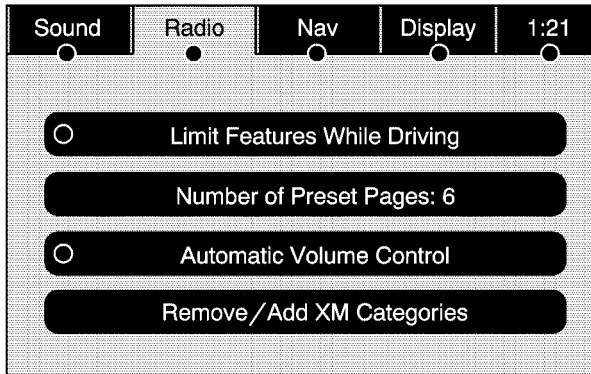 Sound Radio Nav Display 1:21
Limit Features While Driving
Number of Preset Pages: 6
Automatic Volume Control
Remove/Add XM Categories